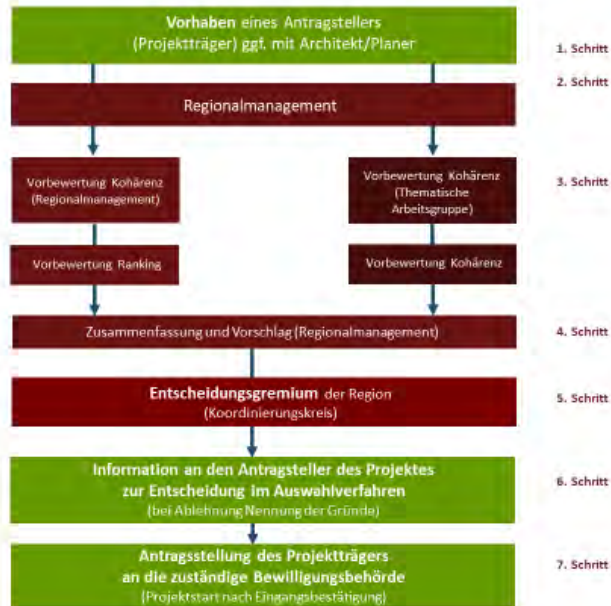 Vorhaben eines Antragstellers
(Projektträger) ggf. mit Architekt/Planer
1. Schritt
2. Schritt
Regionalmanagement
Vorbewertung Kohärenz
(Regionalmanagement)
Vorbewertung Kohärenz
(Thematische
Arbeitsgruppe)
3. Schritt
Vorbewertung Ranking
Vorbewertung Kohärenz
Zusammenfassung und Vorschlag (Regionalmanagement)
4. Schritt
Entscheidungsgremium der Region
(Koordinierungskreis)
5. Schritt
Information an den Antragsteller des Projektes
zur Entscheidung im Auswahlverfahren
(bei Ablehnung Nennung der Gründe)
6. Schritt
Antragsstellung des Projektträgers
an die zuständige Bewilligungsbehörde
(Projektstart nach Eingangsbestätigung)
7. Schritt